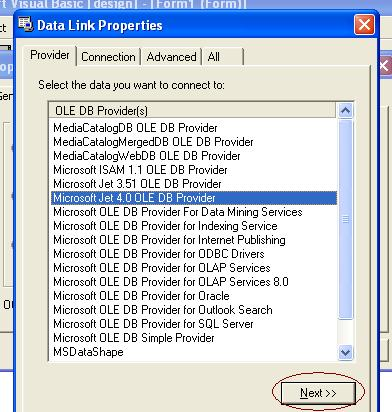 t Visual Basic [design] - [Form1 (Form)]
Data Link Properties
Provider Connection Advanced All
Select the data you want to connect to:
OLE DB Provider(s)
MediaCatalogDB OLE DB Provider
MediaCatalogMergedDB OLE DB Provider
MediaCatalogWebDB OLE DB Provider
Microsoft ISAM 1.1 OLE DB Provider
Microsoft Jet 3.51 OLE DB Provider
Microsoft Jet 4.0 OLE DB Provider
Microsoft OLE DB Provider For Data Mining Services
Microsoft OLE DB Provider for Indexing Service
Microsoft OLE DB Provider for Internet Publishing
Microsoft OLE DB Provider for ODBC Drivers
Microsoft OLE DB Provider for OLAP Services
Microsoft OLE DB Provider for OLAP Services 8.0
Microsoft OLE DB Provider for Oracle
Microsoft OLE DB Provider for Outlook Search
Microsoft OLE DB Provider for SQL Server
Microsoft OLE DB Simple Provider
MSDataShape
Next >>